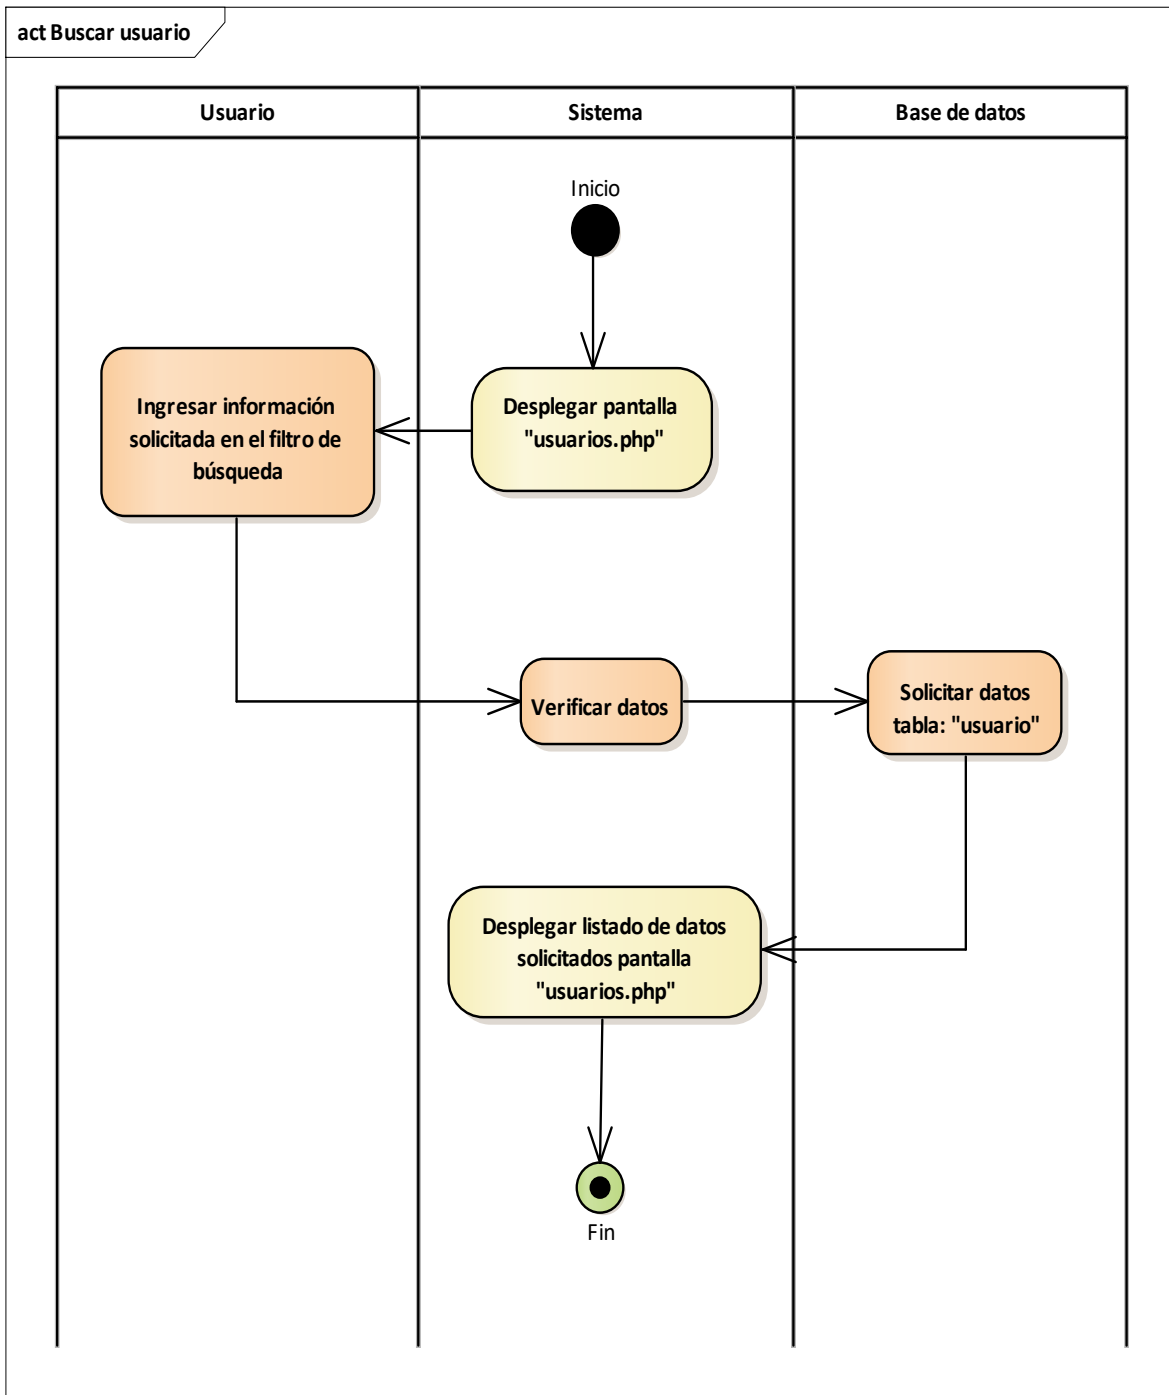 act Buscar usuario
Usuario
Sistema
Base de datos
Inicio
Desplegar pantalla
"usuarios.php"
Ingresar información
solicitada en el filtro de
búsqueda
Verificar datos
Solicitar datos
tabla: "usuario"
Desplegar listado de datos
solicitados pantalla
"usuarios.php"
Fin